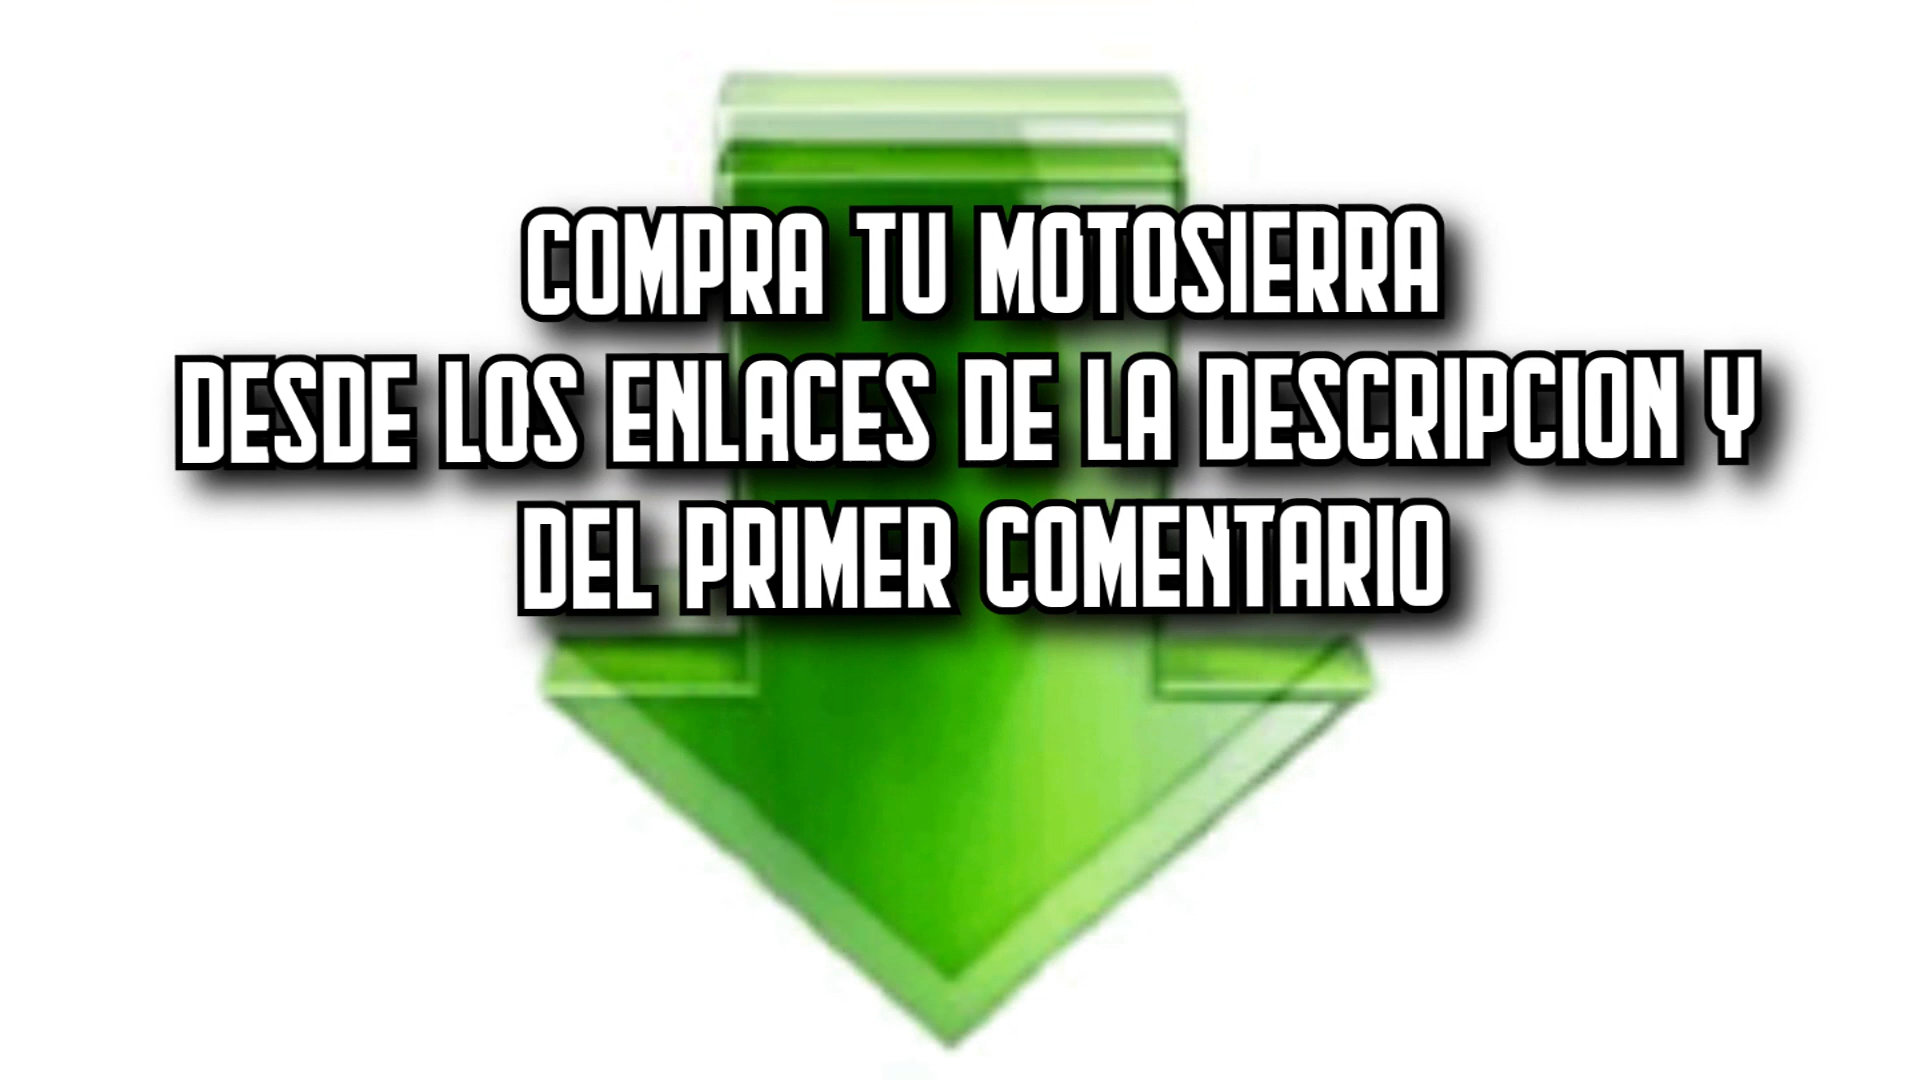 COMPRA TU MOTOSIERRA
DESDE LOS ENLACES DE LA DESCRIPCION Y
DEL PRIMER COMENTARIO